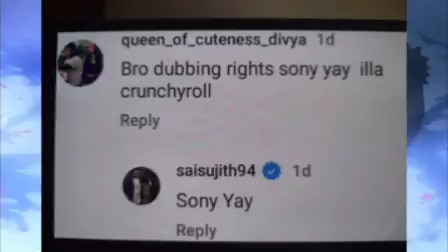 queen_of_cuteness_divya 1d
Bro dubbing rights sony yay illa
crunchyroll
Reply
saisujith94 1d
Sony Yay
Reply